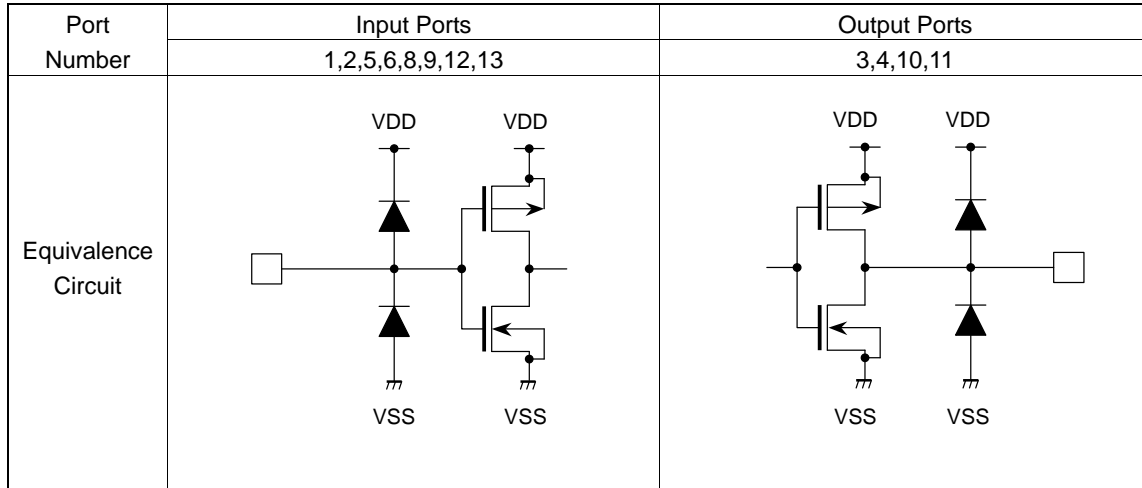 Port
Number
Input Ports
Output Ports
1,2,5,6,8,9,12,13
3,4,10,11
Equivalence
Circuit
VDD
VDD
VSS
VSS
VDD
VDD
VSS
VSS